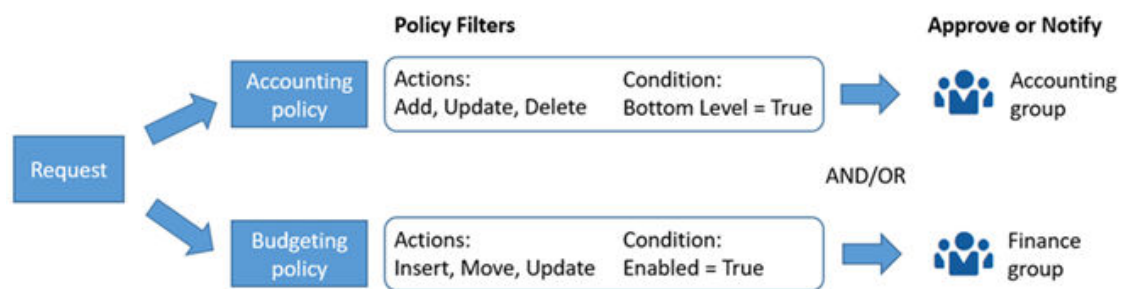 Policy Filters
Approve or Notify
Request
Accounting
policy
Actions:
Add, Update, Delete
Condition:
Bottom Level = True
Accounting
group
AND/OR
Budgeting
policy
Actions:
Insert, Move, Update
Condition:
Enabled = True
Finance
group